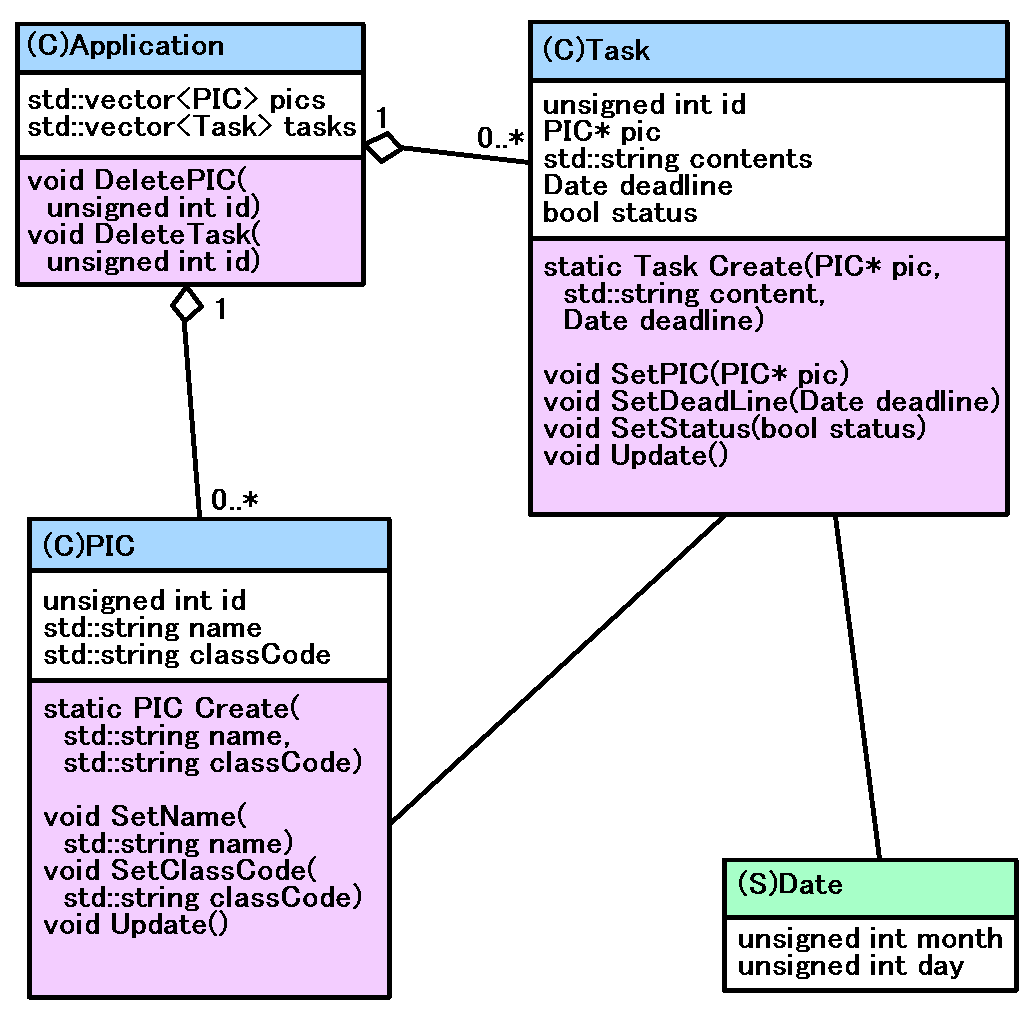 (C)Application
std::vector<PIC> pics
std::vector<Task> tasks
void DeletePIC(
unsigned int id)
void DeleteTask(
unsigned int id)
1
0..*
1
0..*
(C)Task
unsigned int id
PIC* pic
std::string contents
Date deadline
bool status
static Task Create(PIC* pic,
std::string content,
Date deadline)
void SetPIC(PIC* pic)
void SetDeadLine(Date deadline)
void SetStatus(bool status)
void Update()
(C)PIC
unsigned int id
std::string name
std::string classCode
static PIC Create(
std::string name,
std::string classCode)
void SetName(
std::string name)
void SetClassCode(
std::string classCode)
void Update()
(S)Date
unsigned int month
unsigned int day